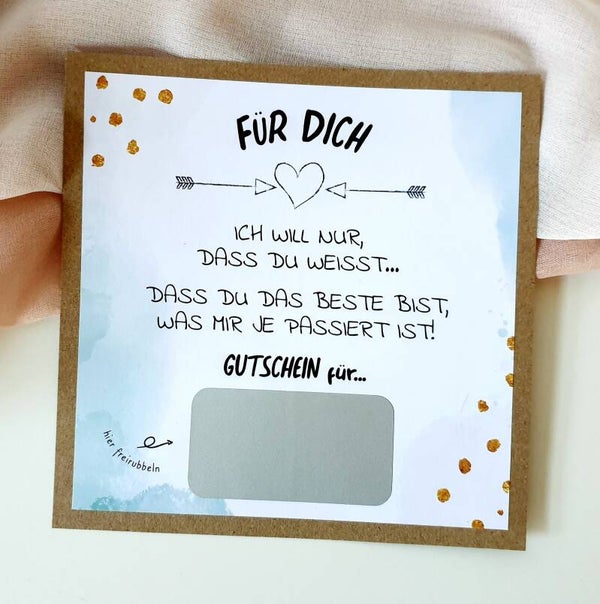 FÜR DICH
ICH WILL NUR,
DASS DU WEISST...
DASS DU DAS BESTE BIST,
WAS MIR JE PASSIERT IST!
GUTSCHEIN für...
hier freirubbeln